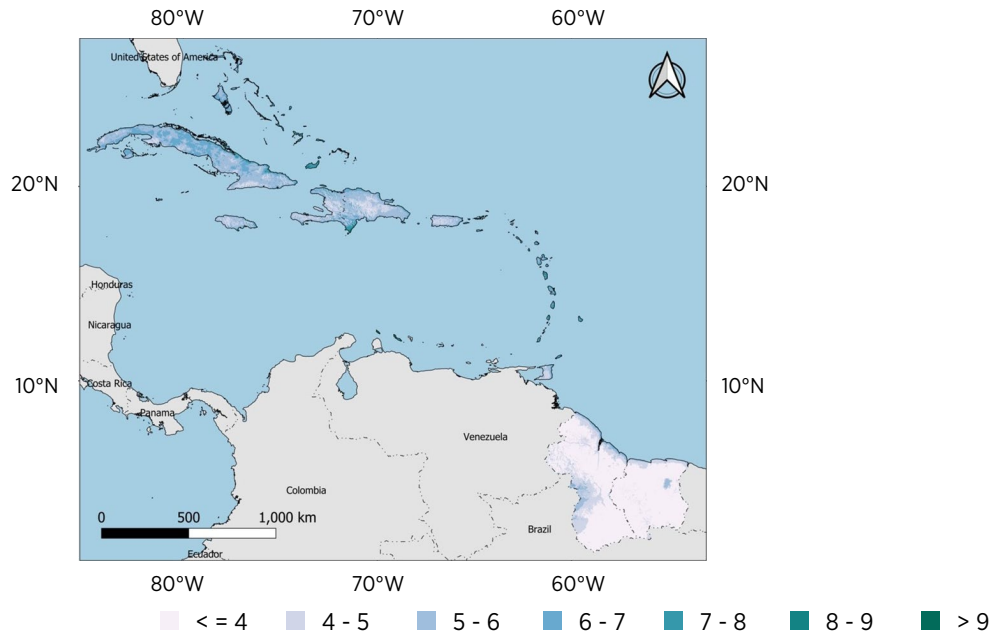 80°W 70°W 60°W
United States of America
20°N 20°N
Honduras
Nicaragua
10°N Costa Rica 10°N
Panama
Venezuela
Colombia
0 500 1,000 km
Brazil
Ecuador
80°W 70°W 60°W
< = 4 4 - 5 5 - 6 6 - 7 7 - 8 8 - 9 > 9